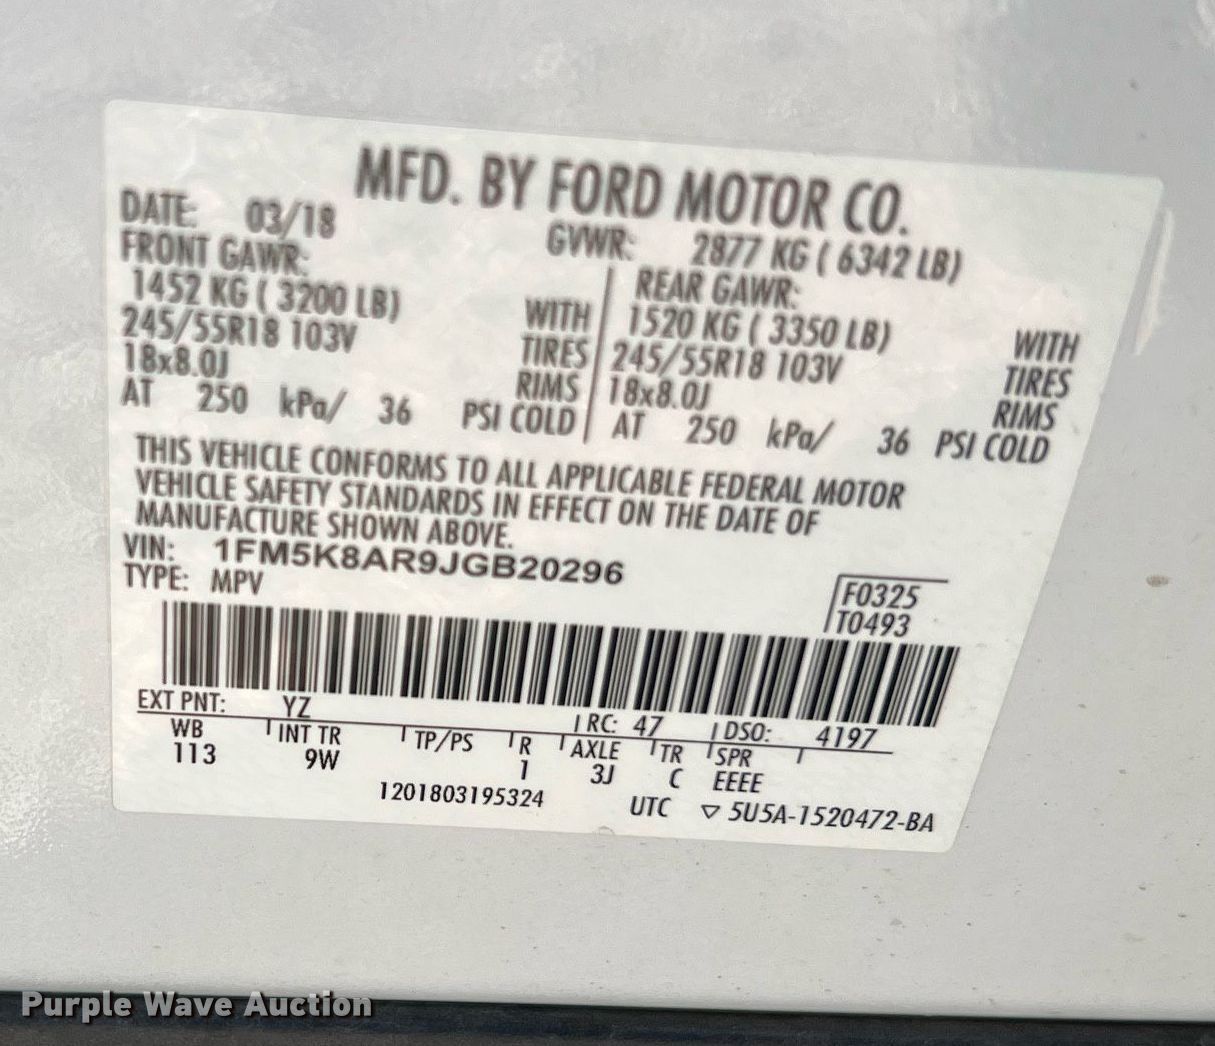 MFD. BY FORD MOTOR CO.
DATE: 03/18
GVWR: 2877 KG ( 6342 LB)
FRONT GAWR:
1452 KG ( 3200 LB) WITH
245/55R18 103V TIRES
18x8.0J RIMS
AT 250 kPa/ 36 PSI COLD
REAR GAWR:
1520 KG ( 3350 LB) WITH
245/55R18 103V TIRES
18x8.0J RIMS
AT 250 kPa/ 36 PSI COLD
THIS VEHICLE CONFORMS TO ALL APPLICABLE FEDERAL MOTOR
VEHICLE SAFETY STANDARDS IN EFFECT ON THE DATE OF
MANUFACTURE SHOWN ABOVE.
VIN: 1FM5K8AR9JGB20296
TYPE: MPV
F0325
T0493
EXT PNT: YZ RC: 47 DSO: 4197
WB INT TR TP/PS R AXLE TR SPR
113 9W 1 3J C EEEE
1201803195324 UTC ▽ 5U5A-1520472-BA
Purple Wave Auction